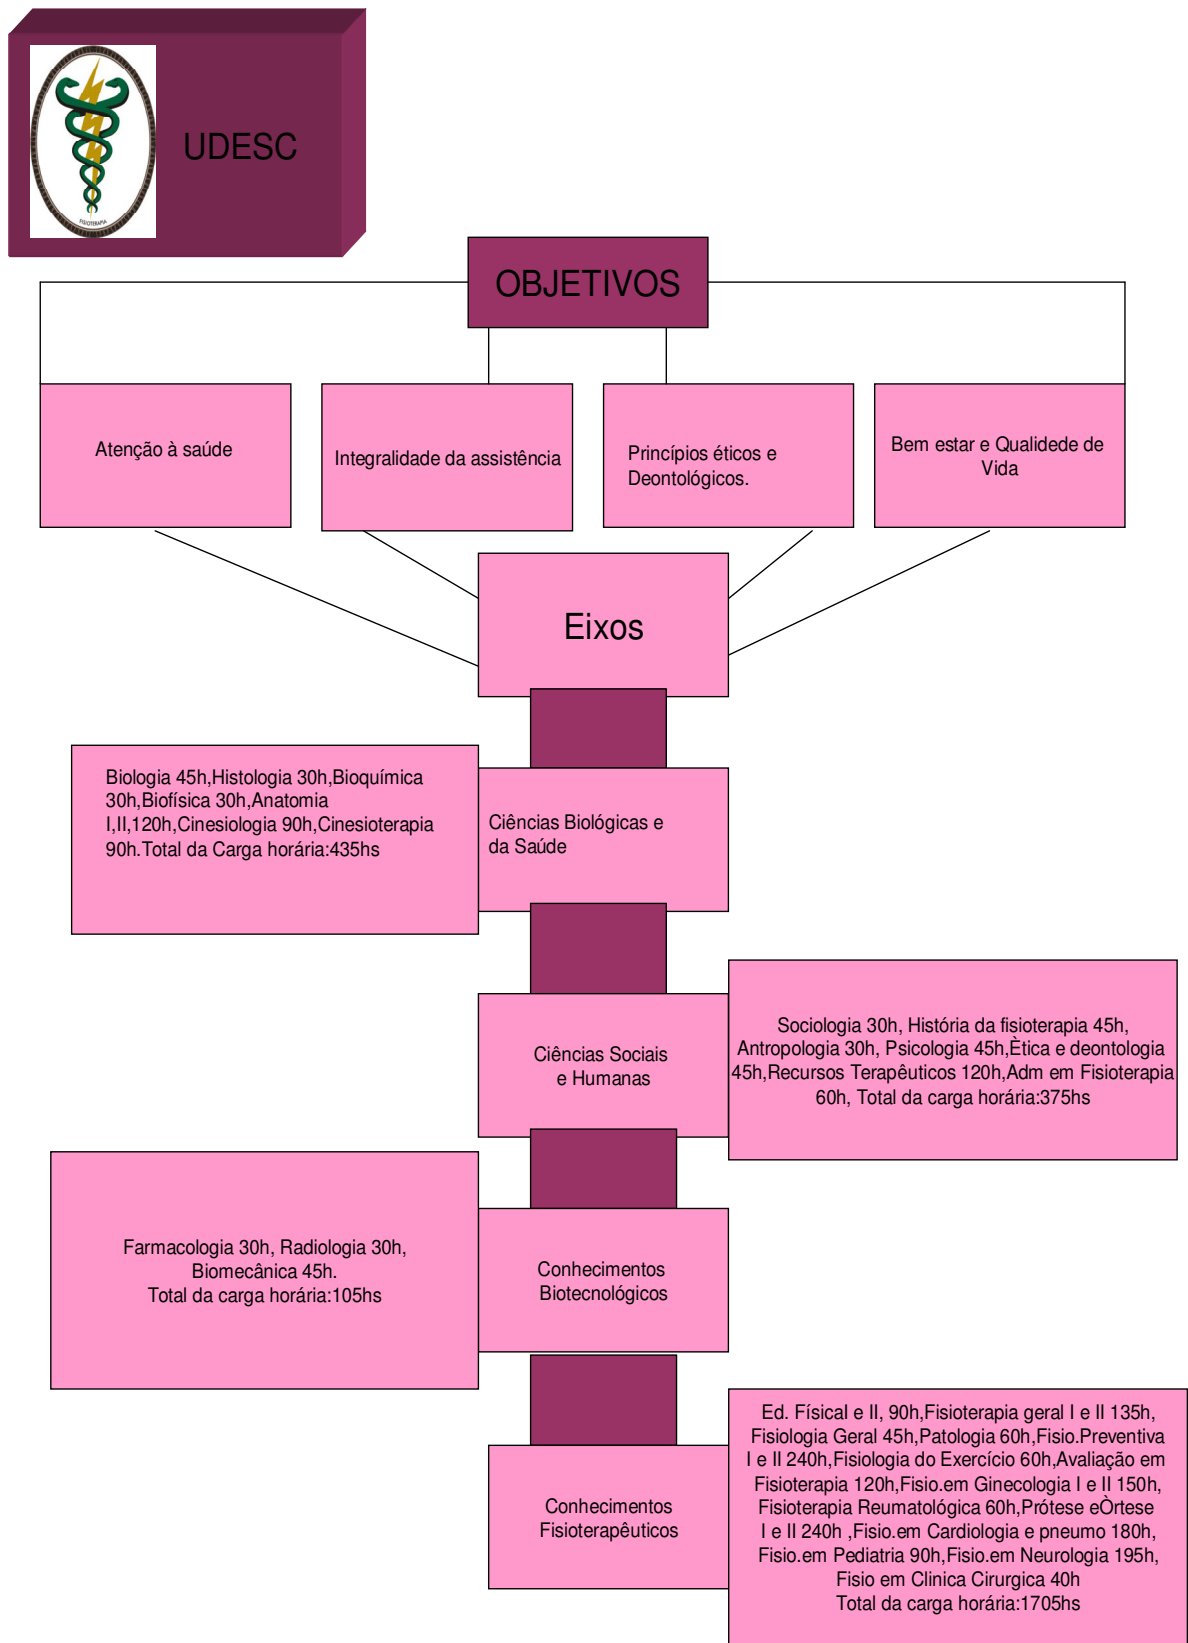 FISIOTERAPIA
UDESC
OBJETIVOS
Atenção à saúde
Integralidade da assistência
Princípios éticos e
Deontológicos.
Bem estar e Qualidede de
Vida
Eixos
Biologia 45h,Histologia 30h,Bioquímica
30h,Biofísica 30h,Anatomia
I,II,120h,Cinesiologia 90h,Cinesioterapia
90h.Total da Carga horária:435hs
Ciências Biológicas e
da Saúde
Ciências Sociais
e Humanas
Sociologia 30h, História da fisioterapia 45h,
Antropologia 30h, Psicologia 45h,Ètica e deontologia
45h,Recursos Terapêuticos 120h,Adm em Fisioterapia
60h, Total da carga horária:375hs
Farmacologia 30h, Radiologia 30h,
Biomecânica 45h.
Total da carga horária:105hs
Conhecimentos
Biotecnológicos
Conhecimentos
Fisioterapêuticos
Ed. FísicaI e II, 90h,Fisioterapia geral I e II 135h,
Fisiologia Geral 45h,Patologia 60h,Fisio.Preventiva
I e II 240h,Fisiologia do Exercício 60h,Avaliação em
Fisioterapia 120h,Fisio.em Ginecologia I e II 150h,
Fisioterapia Reumatológica 60h,Prótese eÒrtese
I e II 240h ,Fisio.em Cardiologia e pneumo 180h,
Fisio.em Pediatria 90h,Fisio.em Neurologia 195h,
Fisio em Clinica Cirurgica 40h
Total da carga horária:1705hs